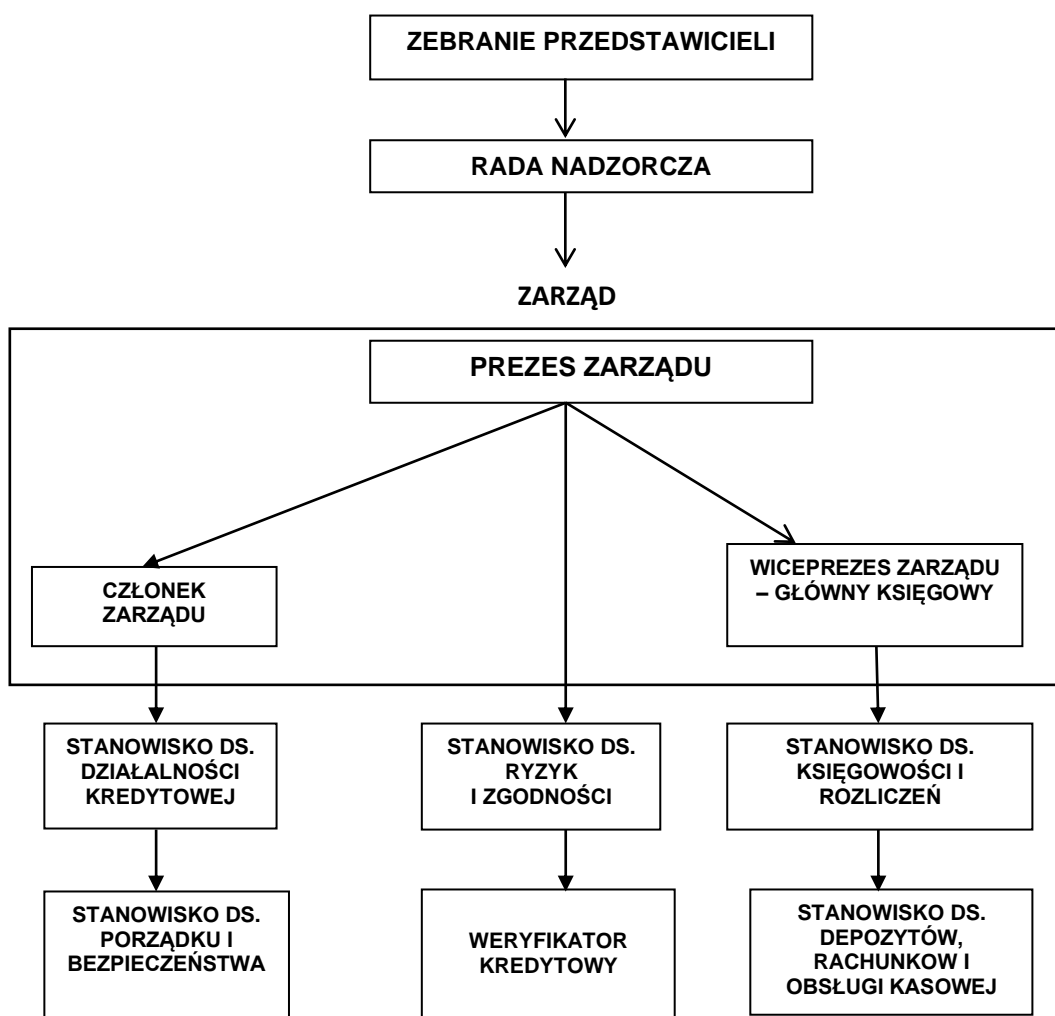 ZEBRANIE PRZEDSTAWICIELI
RADA NADZORCZA
ZARZĄD
PREZES ZARZĄDU
CZŁONEK
ZARZĄDU
WICEPREZES ZARZĄDU
– GŁÓWNY KSIĘGOWY
STANOWISKO DS.
DZIAŁALNOŚCI
KREDYTOWEJ
STANOWISKO DS.
RYZYK
I ZGODNOŚCI
STANOWISKO DS.
KSIĘGOWOŚCI I
ROZLICZEŃ
STANOWISKO DS.
PORZĄDKU I
BEZPIECZEŃSTWA
WERYFIKATOR
KREDYTOWY
STANOWISKO DS.
DEPOZYTÓW,
RACHUNKOW I
OBSŁUGI KASOWEJ